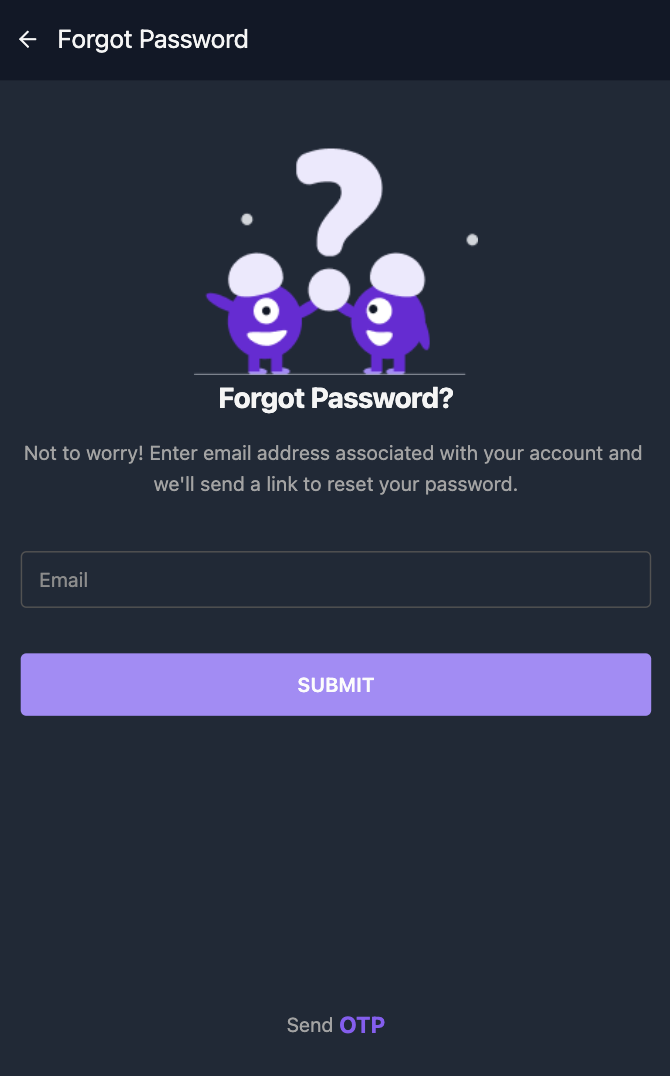 Forgot Password
?
Forgot Password?
Not to worry! Enter email address associated with your account and
we'll send a link to reset your password.
Email
SUBMIT
Send OTP